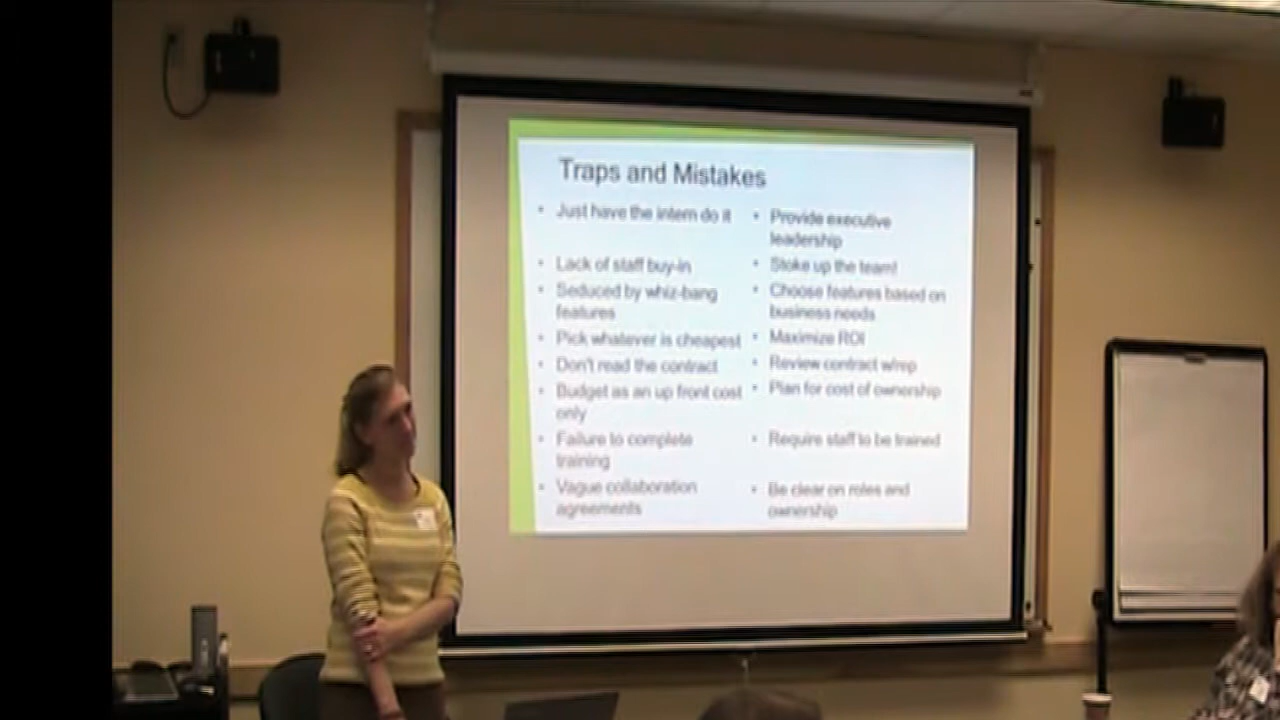 Traps and Mistakes
• Just have the intern do it
• Lack of staff buy-in
• Seduced by whiz-bang
features
• Pick whatever is cheapest
• Don't read the contract
• Budget as an up front cost
only
• Failure to complete
training
• Vague collaboration
agreements
• Provide executive
leadership
• Stoke up the team!
• Choose features based on
business needs
• Maximize ROI
• Review contract w/rep
• Plan for cost of ownership
• Require staff to be trained
• Be clear on roles and
ownership